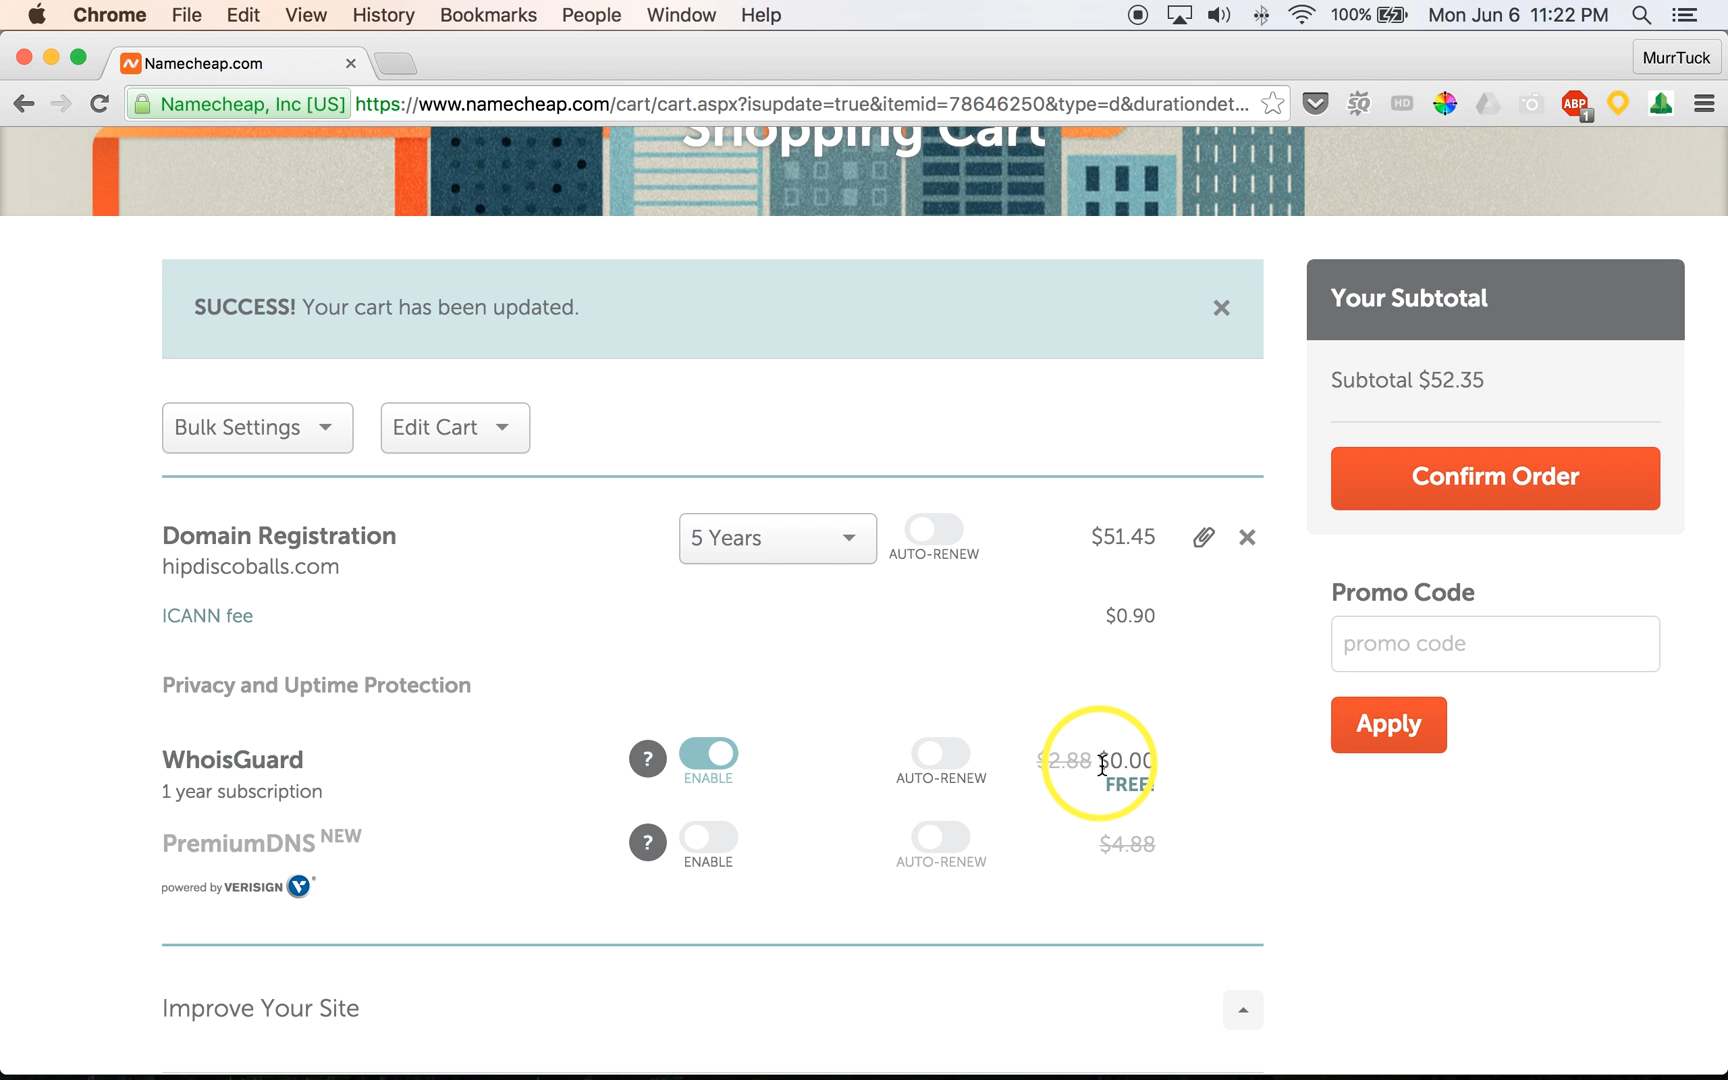 Chrome File Edit View History Bookmarks People Window Help 100% Mon Jun 6 11:22 PM
Namecheap.com MurrTuck
Namecheap, Inc [US] https://www.namecheap.com/cart/cart.aspx?isupdate=true&itemid=78646250&type=d&durationdet... SQ HD ABP 1
Shopping Cart
SUCCESS! Your cart has been updated.
Your Subtotal
Subtotal $52.35
Confirm Order
Bulk Settings Edit Cart
Domain Registration 5 Years AUTO-RENEW $51.45
hipdiscoballs.com
ICANN fee $0.90
Promo Code
promo code
Apply
Privacy and Uptime Protection
WhoisGuard ? ENABLE AUTO-RENEW $2.88 $0.00
1 year subscription FREE!
PremiumDNS NEW ? ENABLE AUTO-RENEW $4.88
powered by VERISIGN
Improve Your Site